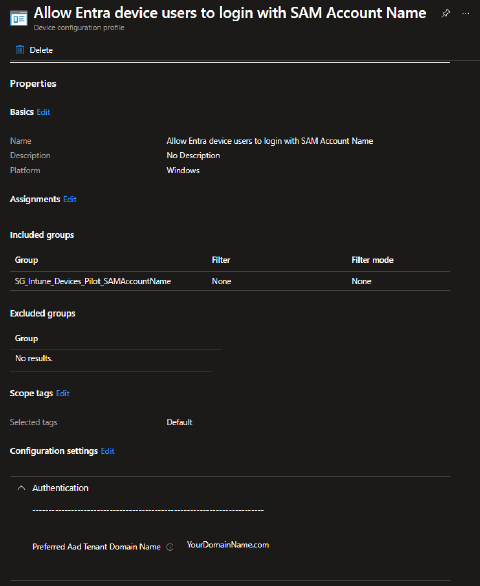 Allow Entra device users to login with SAM Account Name
Device configuration profile
Delete
Properties
Basics Edit
Name Allow Entra device users to login with SAM Account Name
Description No Description
Platform Windows
Assignments Edit
Included groups
Group Filter Filter mode
SG_Intune_Devices_Pilot_SAMAccountName None None
Excluded groups
Group
No results.
Scope tags Edit
Selected tags Default
Configuration settings Edit
Authentication
Preferred Aad Tenant Domain Name YourDomainName.com